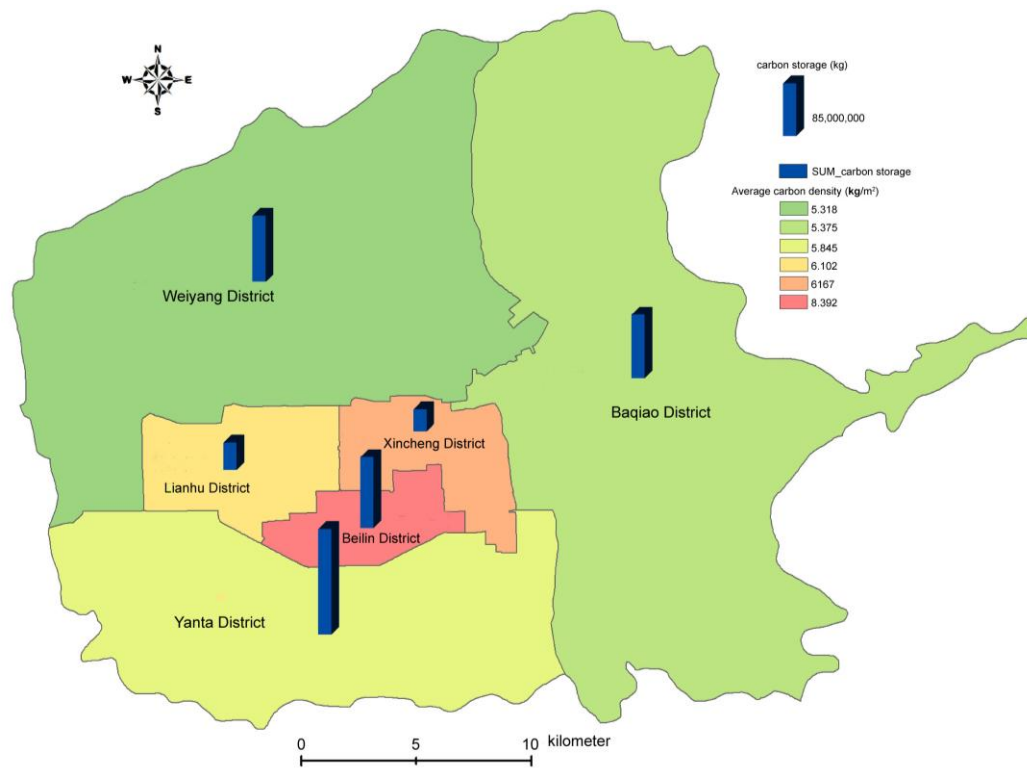 N
W E
S
carbon storage (kg)
85,000,000
SUM_carbon storage
Average carbon density (kg/m²)
5.318
5.375
5.845
6.102
6167
8.392
Weiyang District
Baqiao District
Xincheng District
Lianhu District
Beilin District
Yanta District
0 5 10 kilometer